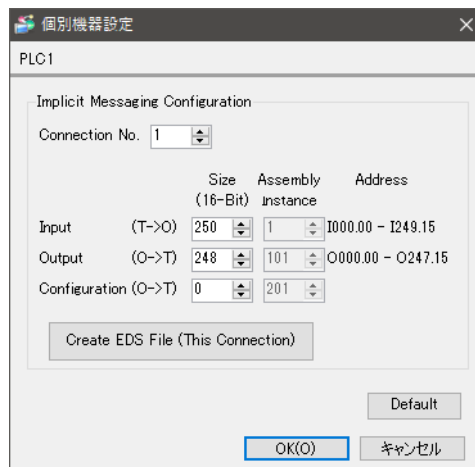 個別機器設定
PLC1
Implicit Messaging Configuration
Connection No. 1
Size Assembly Address
(16-Bit) Instance
Input (T->O) 250 1 I000.00 - I249.15
Output (O->T) 248 101 O000.00 - O247.15
Configuration (O->T) 0 201
Create EDS File (This Connection)
Default
OK(O) キャンセル